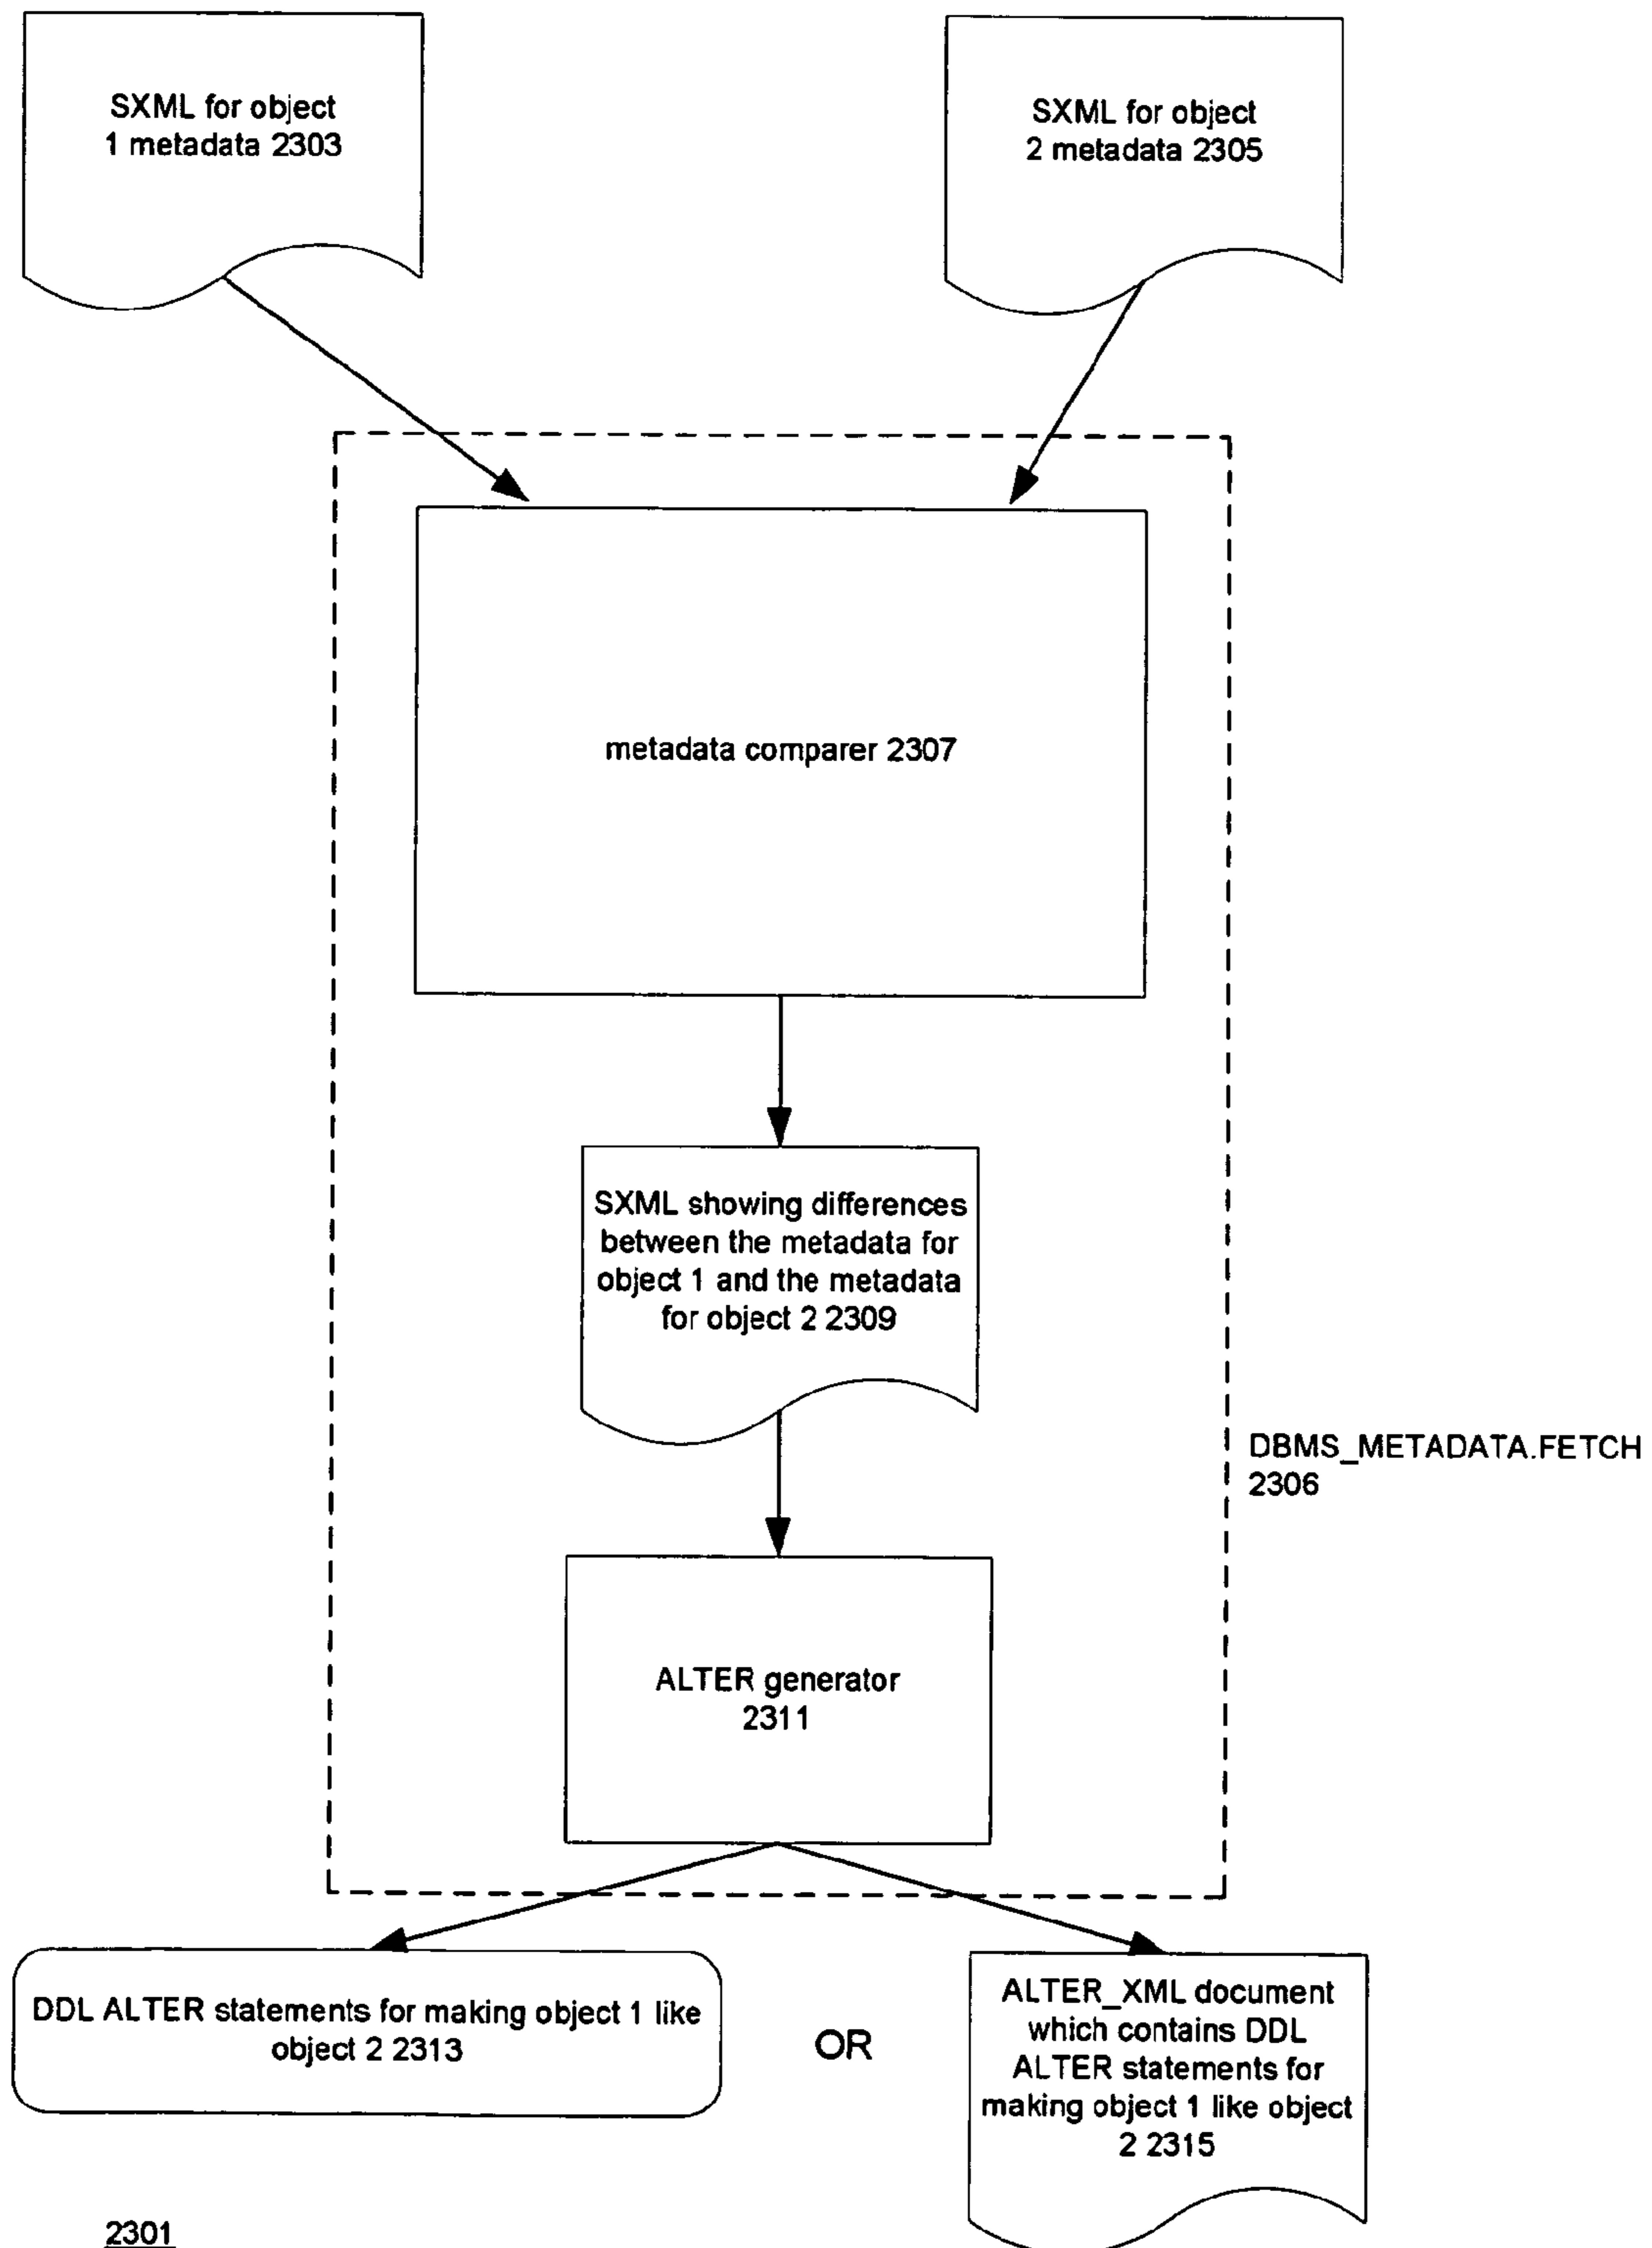 SXML for object
1 metadata 2303
SXML for object
2 metadata 2305
metadata comparer 2307
SXML showing differences
between the metadata for
object 1 and the metadata
for object 2 2309
DBMS_METADATA.FETCH
2306
ALTER generator
2311
DDL ALTER statements for making object 1 like
object 2 2313
OR
ALTER_XML document
which contains DDL
ALTER statements for
making object 1 like object
2 2315
2301